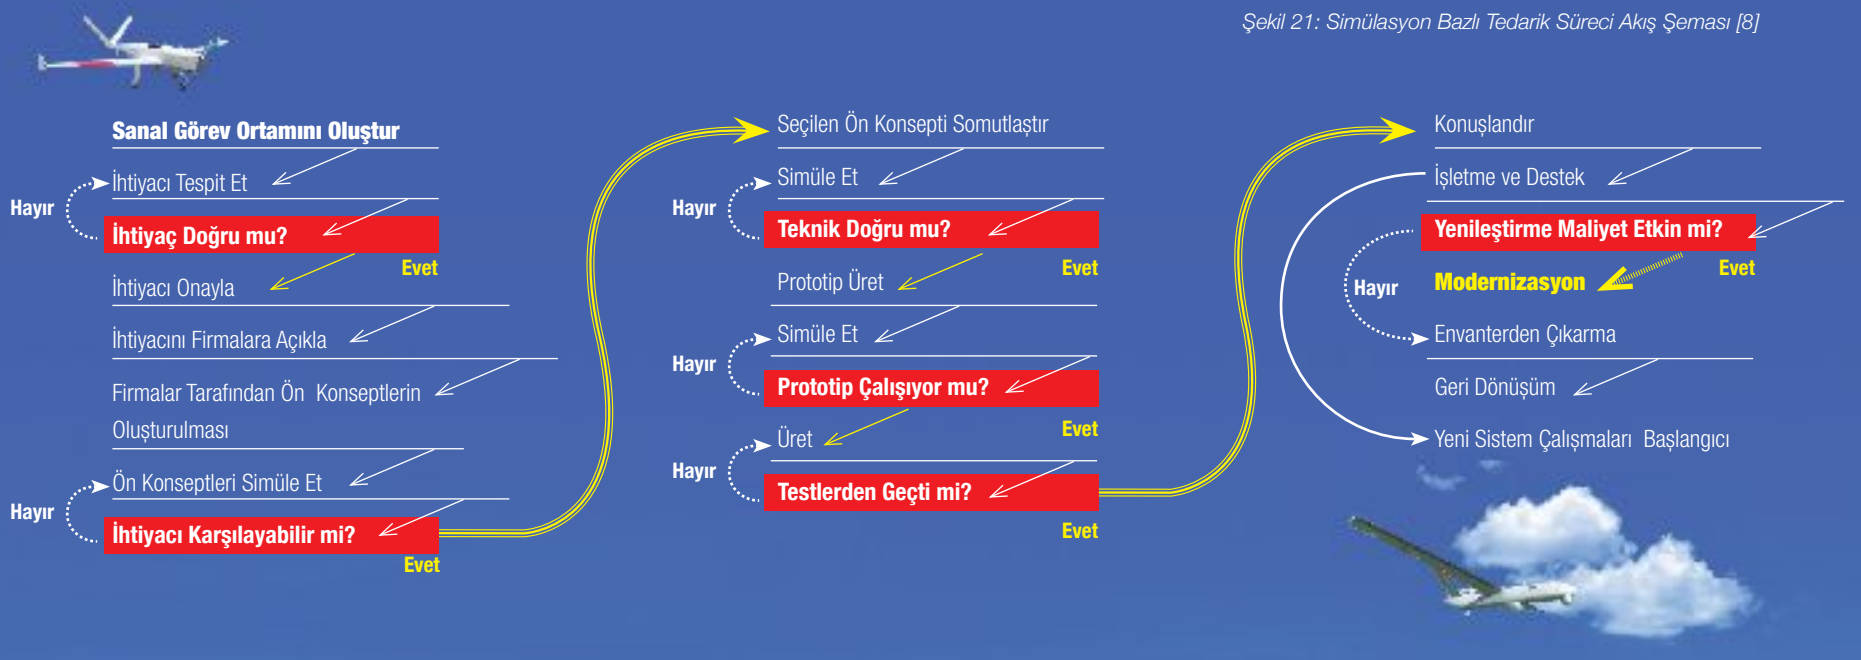 Şekil 21: Simülasyon Bazlı Tedarik Süreci Akış Şeması [8]
Sanal Görev Ortamını Oluştur
İhtiyacı Tespit Et
Hayır
İhtiyaç Doğru mu?
Evet
İhtiyacı Onayla
İhtiyacını Firmalara Açıkla
Firmalar Tarafından Ön Konseptlerin
Oluşturulması
Ön Konseptleri Simüle Et
Hayır
İhtiyacı Karşılayabilir mi?
Evet
Seçilen Ön Konsepti Somutlaştır
Simüle Et
Hayır
Teknik Doğru mu?
Evet
Prototip Üret
Simüle Et
Hayır
Prototip Çalışıyor mu?
Evet
Üret
Hayır
Testlerden Geçti mi?
Evet
Konuşlandır
İşletme ve Destek
Yenileştirme Maliyet Etkin mi?
Evet
Modernizasyon
Hayır
Envanterden Çıkarma
Geri Dönüşüm
Yeni Sistem Çalışmaları Başlangıcı